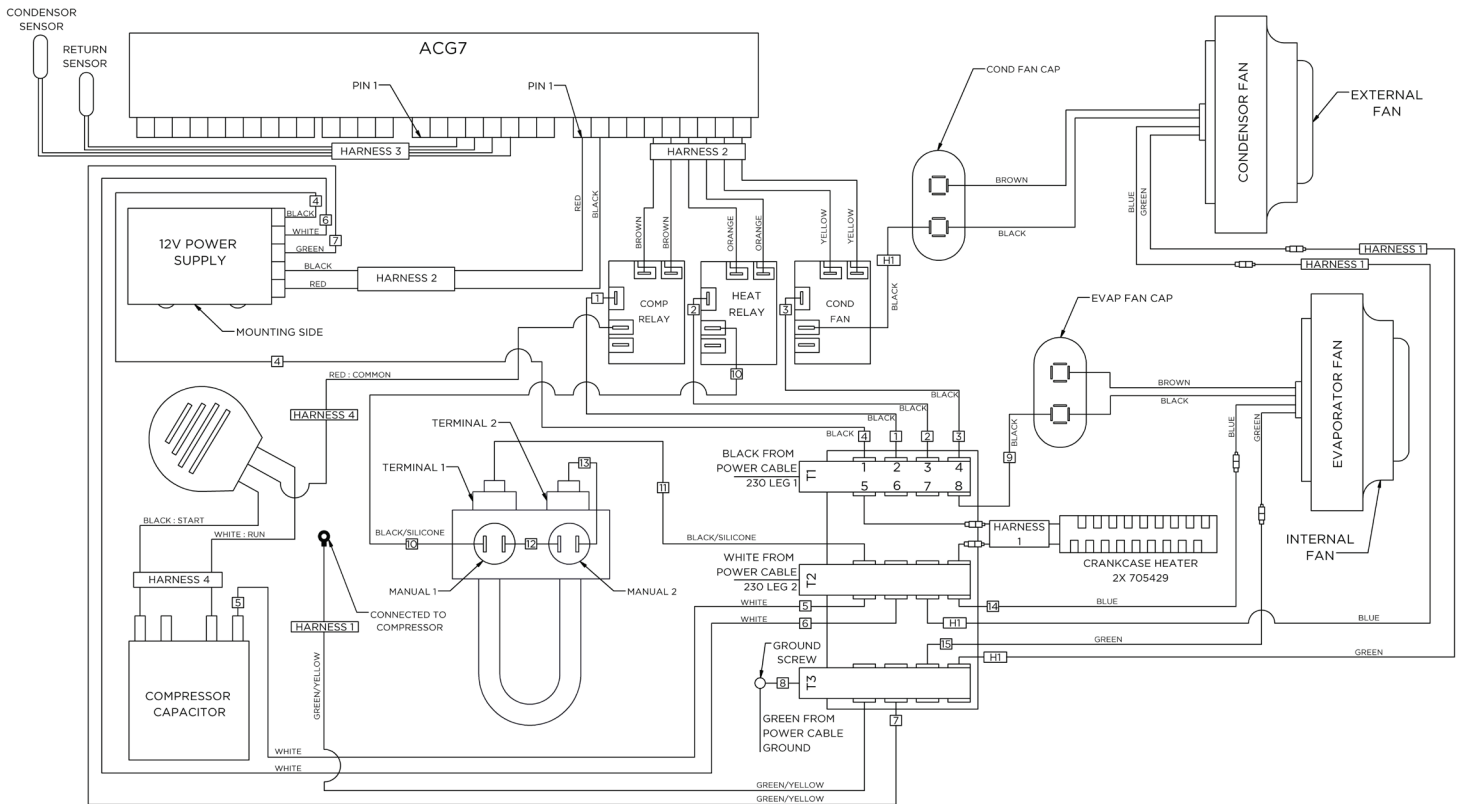 CONDENSOR
SENSOR
RETURN
SENSOR
ACG7
PIN 1
PIN 1
HARNESS 3
HARNESS 2
4
BLACK
6
WHITE
7
GREEN
12V POWER
SUPPLY
BLACK
HARNESS 2
RED
MOUNTING SIDE
RED
BLACK
BROWN
BROWN
ORANGE
ORANGE
YELLOW
YELLOW
1
COMP
RELAY
2
HEAT
RELAY
3
COND
FAN
10
COND FAN CAP
BROWN
BLACK
H1
BLACK
CONDENSOR FAN
EXTERNAL
FAN
BLUE
GREEN
HARNESS 1
HARNESS 1
EVAP FAN CAP
BROWN
BLACK
BLACK
9
EVAPORATOR FAN
INTERNAL
FAN
BLUE
GREEN
4
RED : COMMON
HARNESS 4
BLACK : START
WHITE : RUN
HARNESS 4
5
COMPRESSOR
CAPACITOR
CONNECTED TO
COMPRESSOR
HARNESS 1
GREEN/YELLOW
TERMINAL 2
TERMINAL 1
13
11
BLACK/SILICONE
10
12
MANUAL 1
MANUAL 2
BLACK/SILICONE
BLACK
BLACK
BLACK
BLACK
4
1
2
3
BLACK FROM
POWER CABLE
230 LEG 1
T1
1
2
3
4
5
6
7
8
HARNESS
1
CRANKCASE HEATER
2X 705429
WHITE FROM
POWER CABLE
230 LEG 2
T2
WHITE
5
WHITE
6
14
BLUE
H1
BLUE
15
GREEN
H1
GREEN
GROUND
SCREW
8
T3
GREEN FROM
POWER CABLE
GROUND
7
WHITE
WHITE
GREEN/YELLOW
GREEN/YELLOW